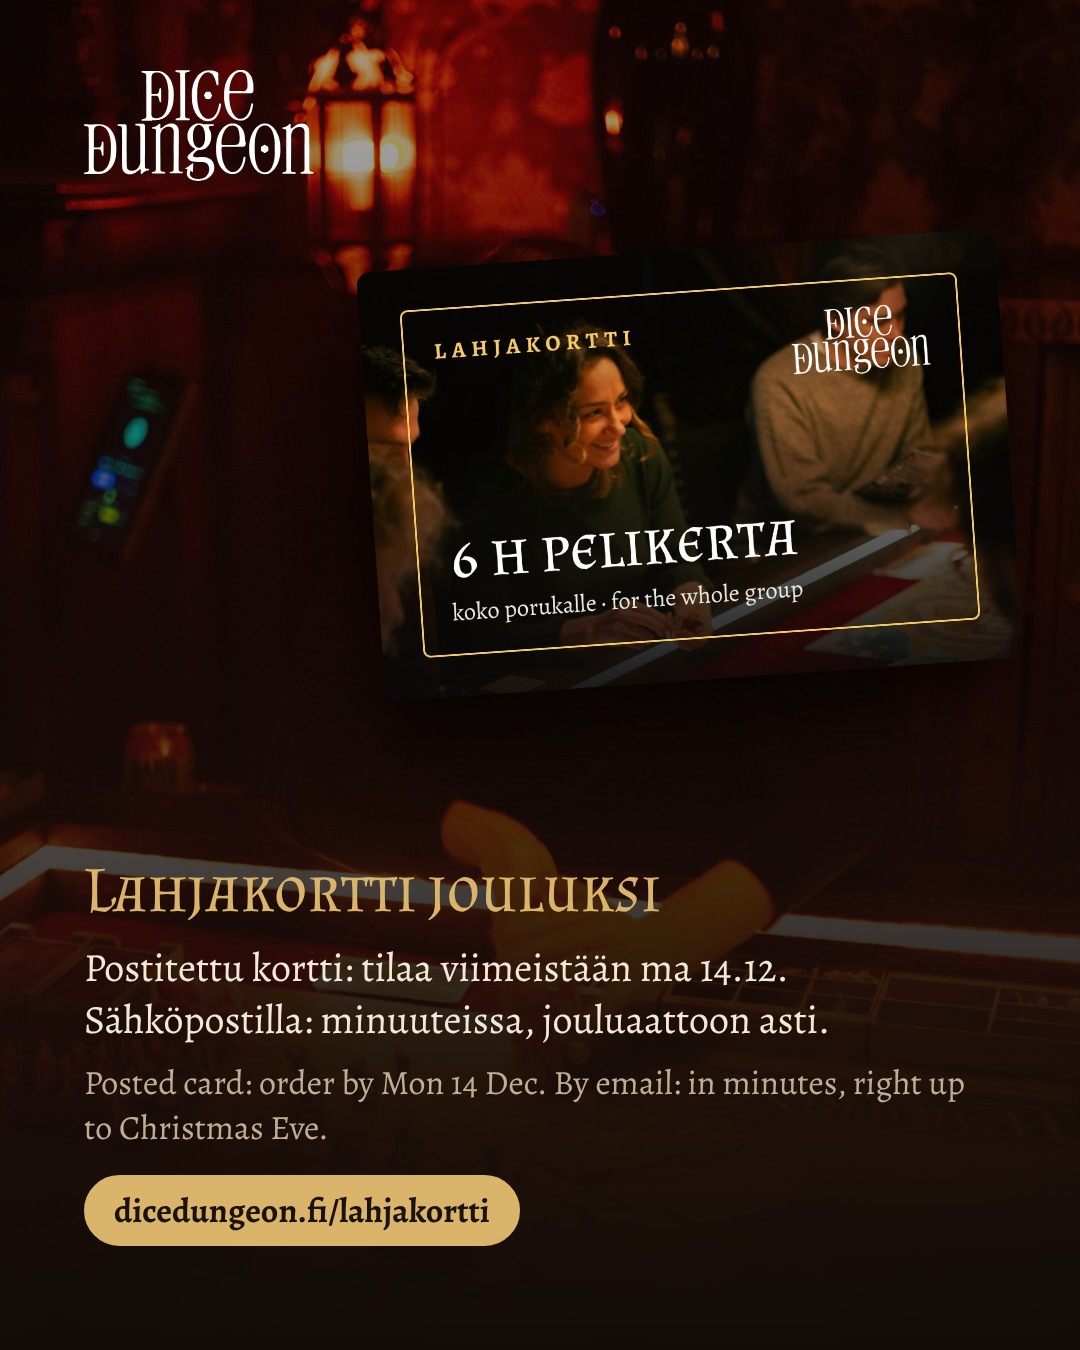 DICE
DUNGEON
LAHJAKORTTI
DICE
DUNGEON
6 H PELIKERTA
koko porukalle · for the whole group
LAHJAKORTTI JOULUKSI
Postitettu kortti: tilaa viimeistään ma 14.12.
Sähköpostilla: minuuteissa, jouluaattoon asti.
Posted card: order by Mon 14 Dec. By email: in minutes, right up
to Christmas Eve.
dicedungeon.fi/lahjakortti